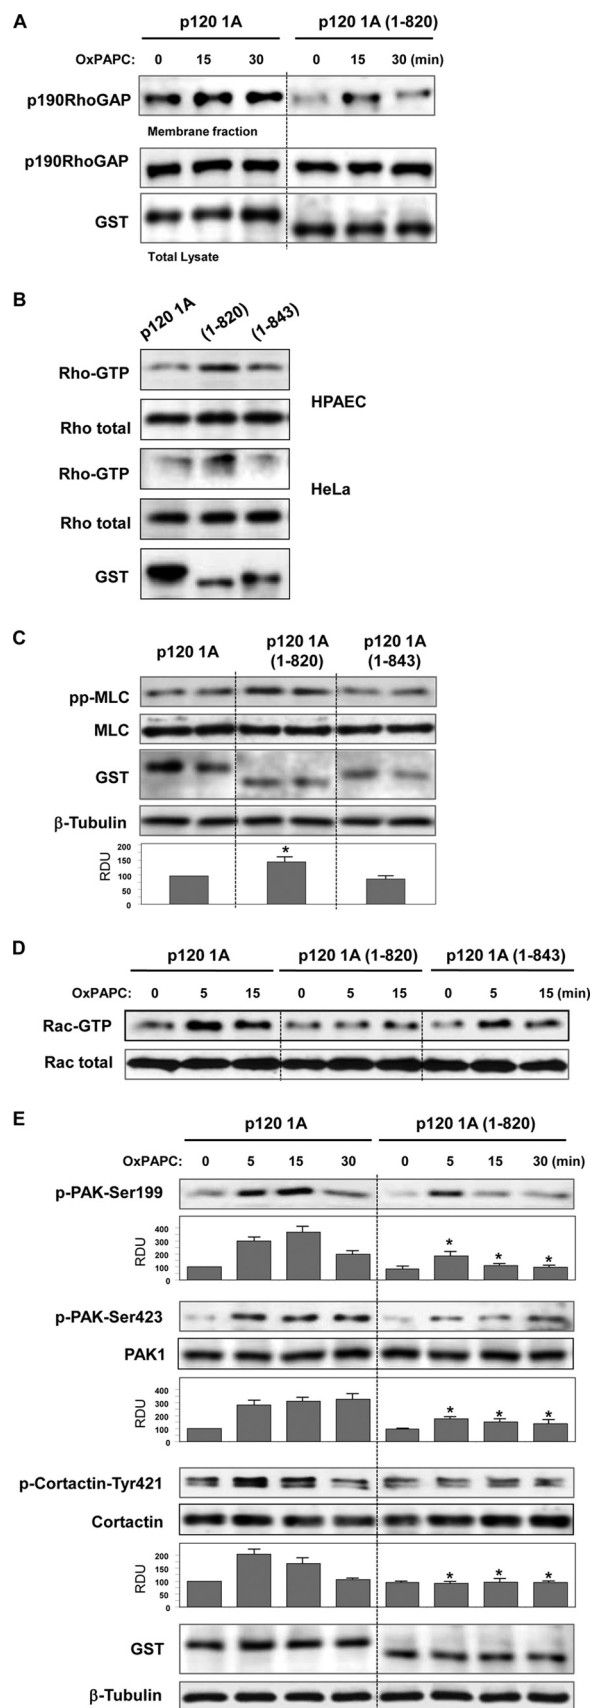 A
p120 1A
p120 1A (1-820)
OxPAPC: 0 15 30 0 15 30 (min)
p190RhoGAP
Membrane fraction
p190RhoGAP
GST
Total Lysate
B
p120 1A (1-820) (1-843)
Rho-GTP
HPAEC
Rho total
Rho-GTP
HeLa
Rho total
GST
C
p120 1A
p120 1A
(1-820)
p120 1A
(1-843)
pp-MLC
MLC
GST
β-Tubulin
RDU
200
150
100
50
0
*
D
p120 1A
p120 1A (1-820)
p120 1A (1-843)
OxPAPC: 0 5 15 0 5 15 0 5 15 (min)
Rac-GTP
Rac total
E
p120 1A
p120 1A (1-820)
OxPAPC: 0 5 15 30 0 5 15 30 (min)
p-PAK-Ser199
RDU
400
300
200
100
0
* * *
p-PAK-Ser423
PAK1
RDU
400
300
200
100
0
* * *
p-Cortactin-Tyr421
Cortactin
RDU
200
150
100
50
0
* * *
GST
β-Tubulin